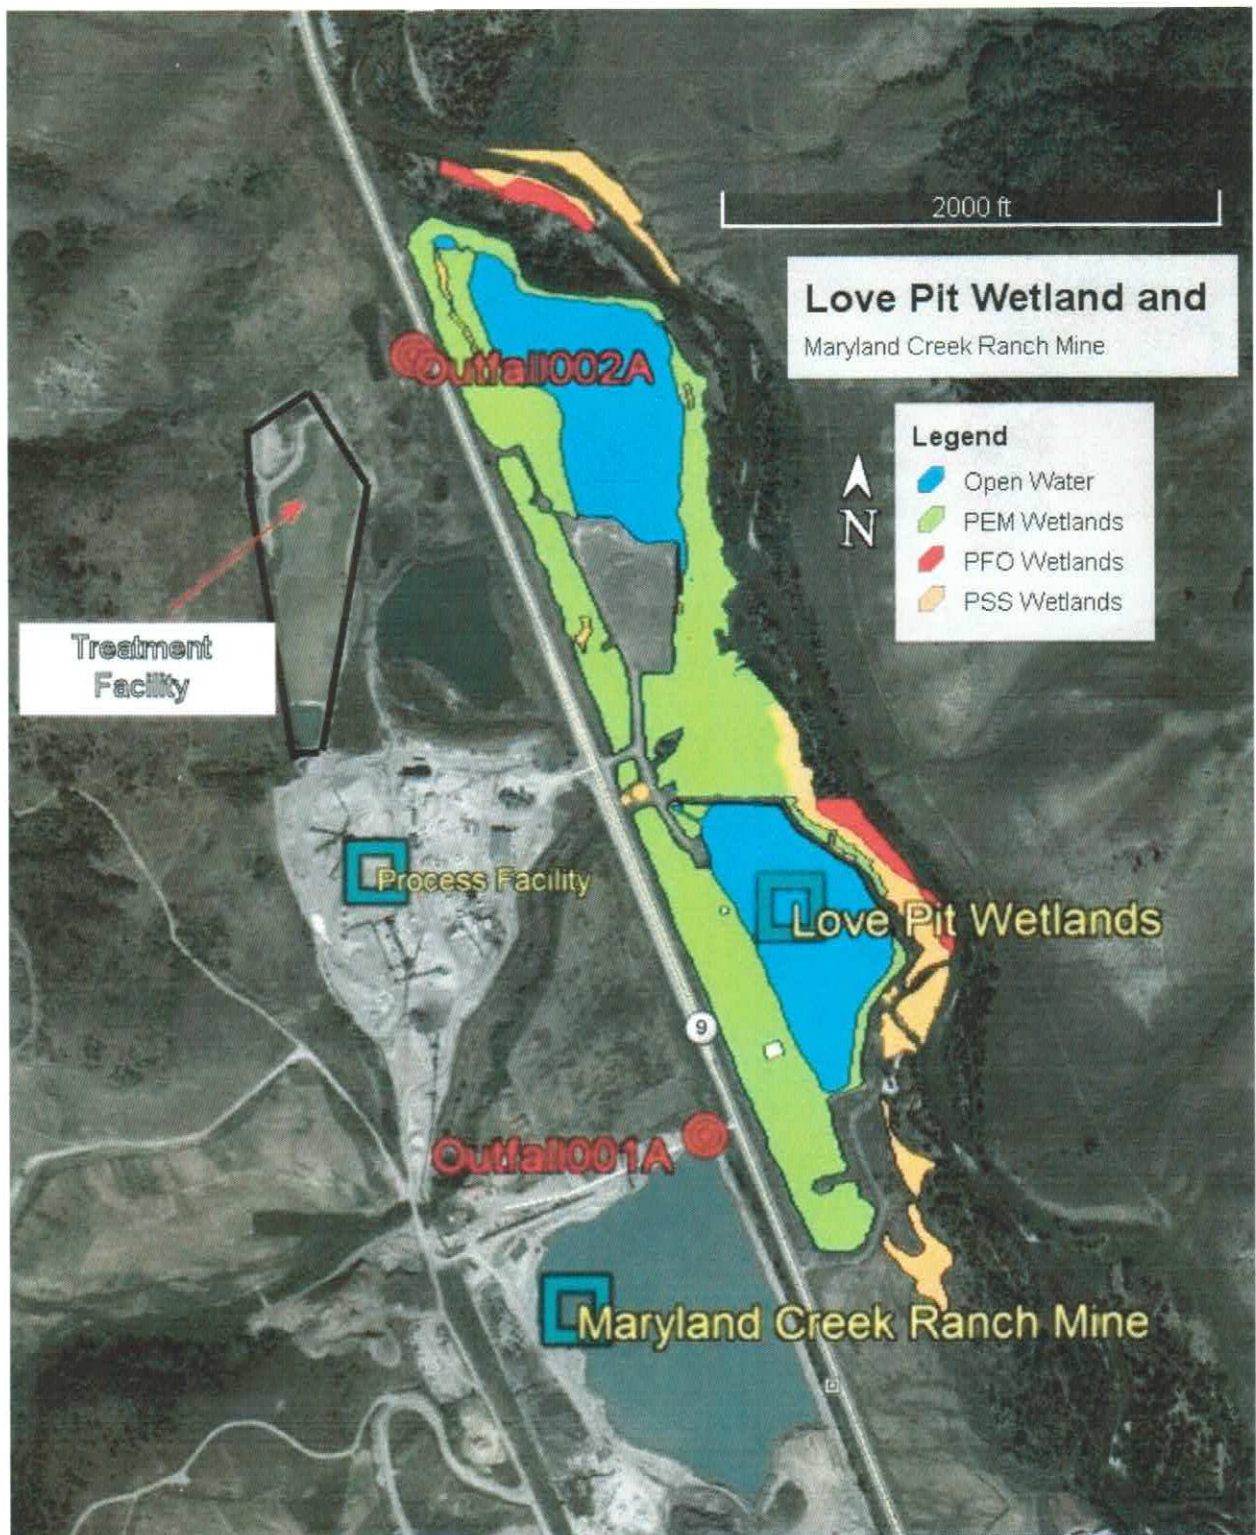 2000 ft
Love Pit Wetland and
Maryland Creek Ranch Mine
Outfall002A
Legend
Open Water
PEM Wetlands
PFO Wetlands
PSS Wetlands
N
Treatment
Facility
Process Facility
Love Pit Wetlands
9
Outfall001A
Maryland Creek Ranch Mine